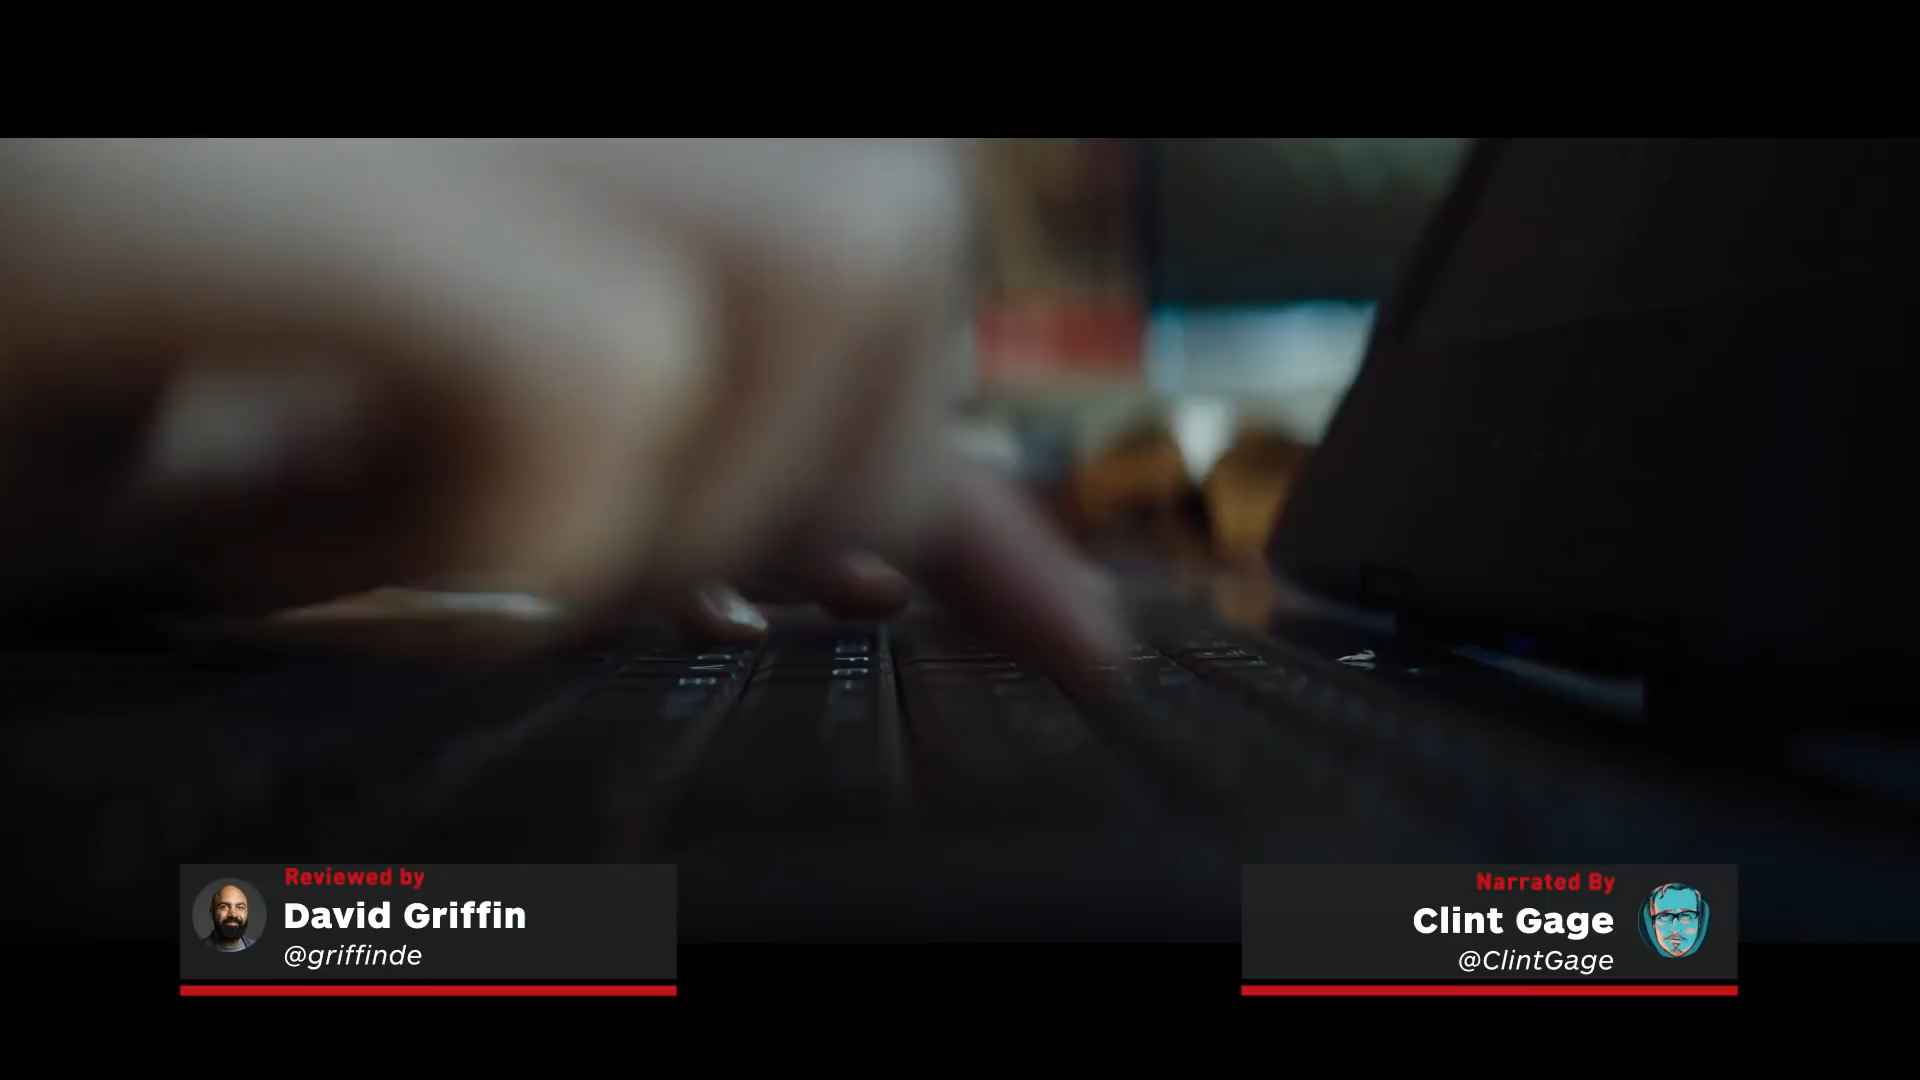 Reviewed by
David Griffin
@griffinde
Narrated By
Clint Gage
@ClintGage